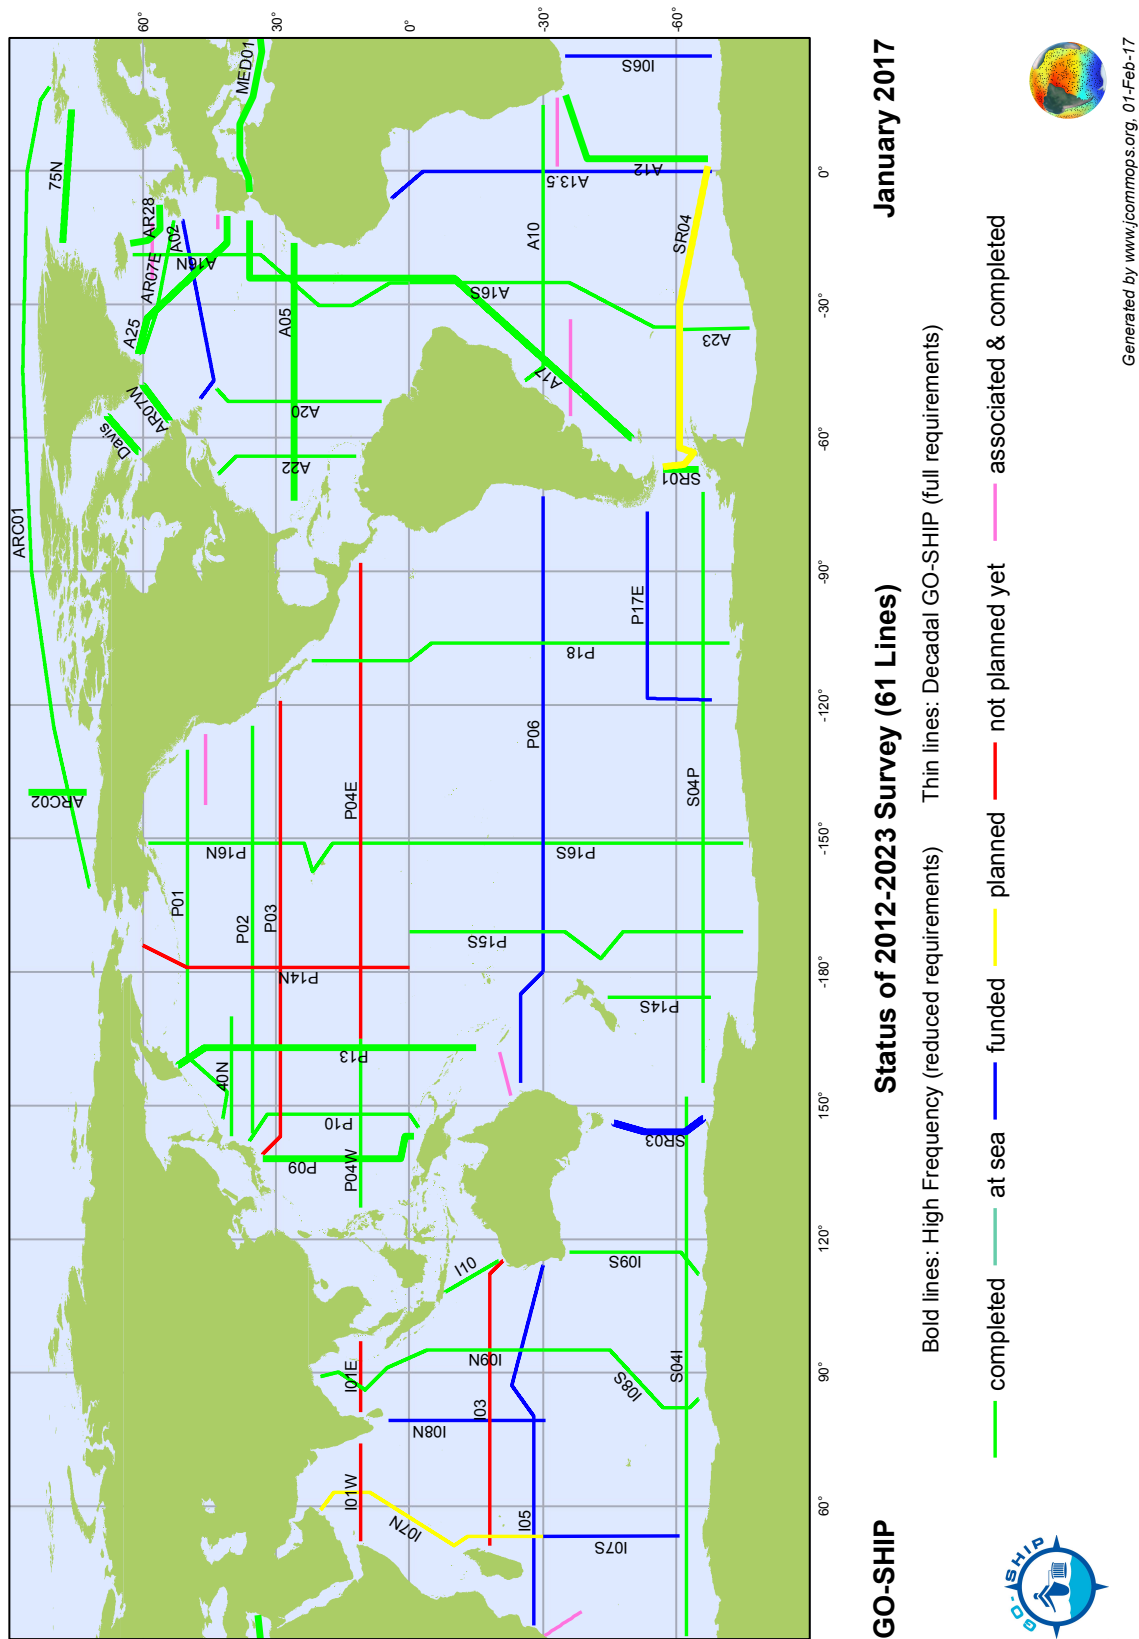 ARC01
75N
MED01
60°
30°
0°
-30°
-60°
ARC02
Davis
AR07W
A25
AR07E
AR28
A02
A16N
A05
A20
A22
A10
A13.5
A12
I06S
A16S
A17
A23
SR04
SR01
P01
P02
P03
P04E
P04W
P16N
P16S
P14N
P15S
P14S
P13
P10
P09
40N
P06
P17E
P18
S04P
SR03
I10
I01E
I01W
I09N
I03
I08N
I07N
I05
I07S
I08S
I09S
S04I
60°
90°
120°
150°
-180°
-150°
-120°
-90°
-60°
-30°
0°
GO-SHIP
Status of 2012-2023 Survey (61 Lines)
January 2017
Bold lines: High Frequency (reduced requirements)
Thin lines: Decadal GO-SHIP (full requirements)
completed
at sea
funded
planned
not planned yet
associated & completed
GO-SHIP
Generated by www.jcommops.org, 01-Feb-17